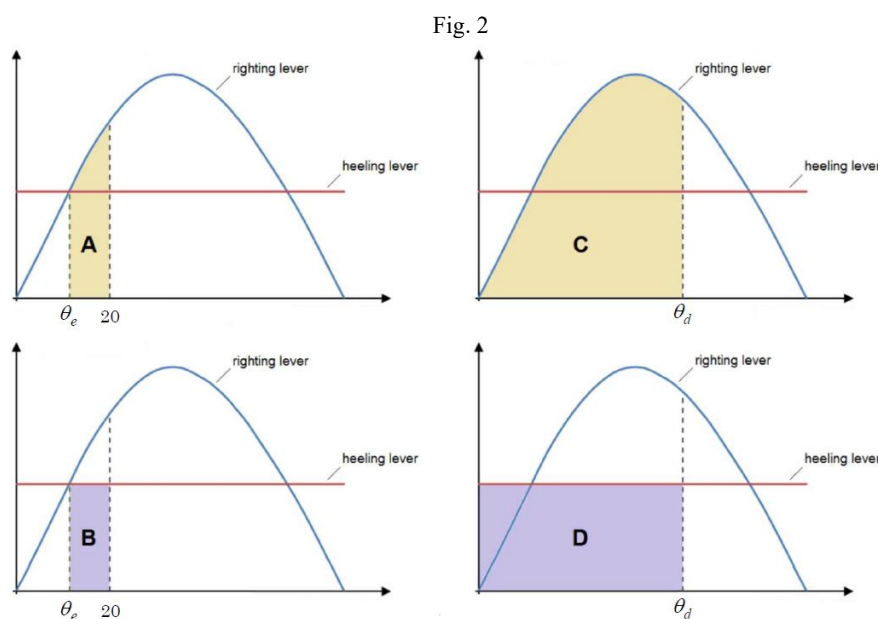 Fig. 2
righting lever
heeling lever
A
θe 20
righting lever
heeling lever
C
θd
righting lever
heeling lever
B
θe 20
righting lever
heeling lever
D
θd